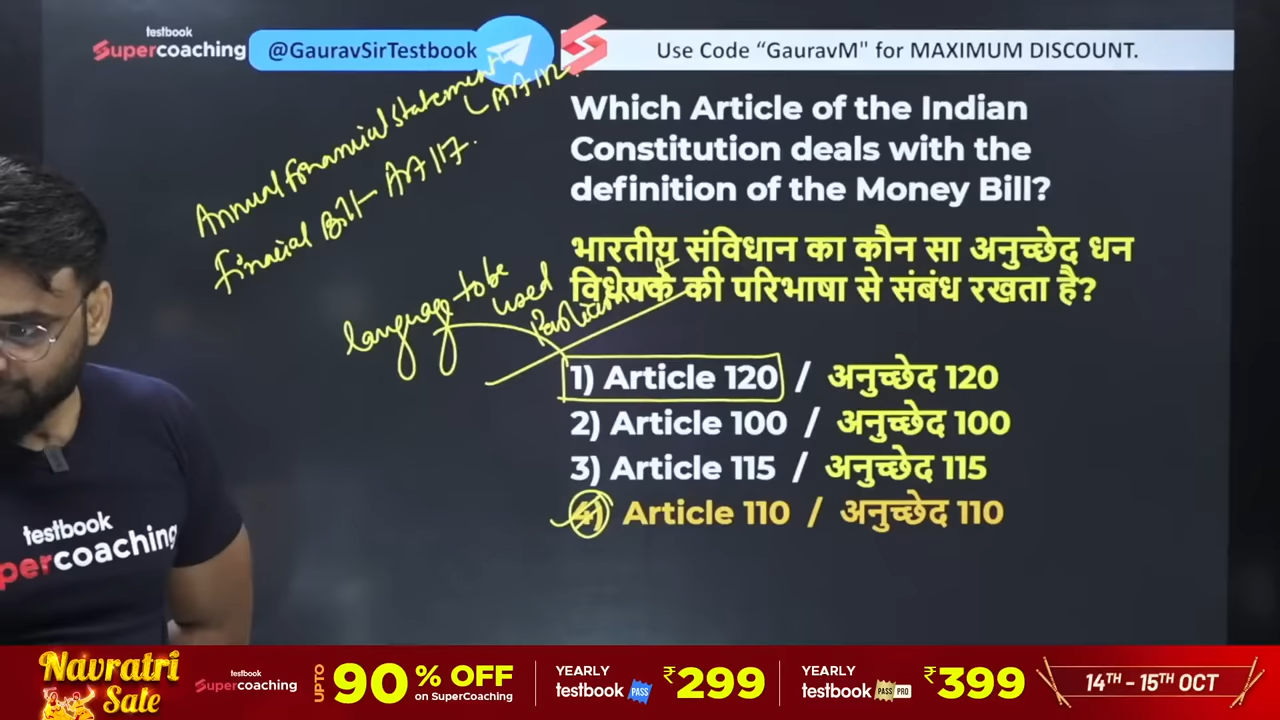 testbook
Supercoaching
@GauravSirTestbook
Use Code “GauravM” for MAXIMUM DISCOUNT.
Annual Financial Statement
Art 112
Finacial Bill - Art 117.
language to be
used
Parliament
Which Article of the Indian
Constitution deals with the
definition of the Money Bill?
भारतीय संविधान का कौन सा अनुच्छेद धन
विधेयक की परिभाषा से संबंध रखता है?
1) Article 120 / अनुच्छेद 120
2) Article 100 / अनुच्छेद 100
3) Article 115 / अनुच्छेद 115
4) Article 110 / अनुच्छेद 110
testbook
percoaching
Navratri
Sale
testbook
Supercoaching
UPTO 90% OFF
on SuperCoaching
YEARLY
testbook PASS
₹299
YEARLY
testbook PASS PRO
₹399
14TH - 15TH OCT